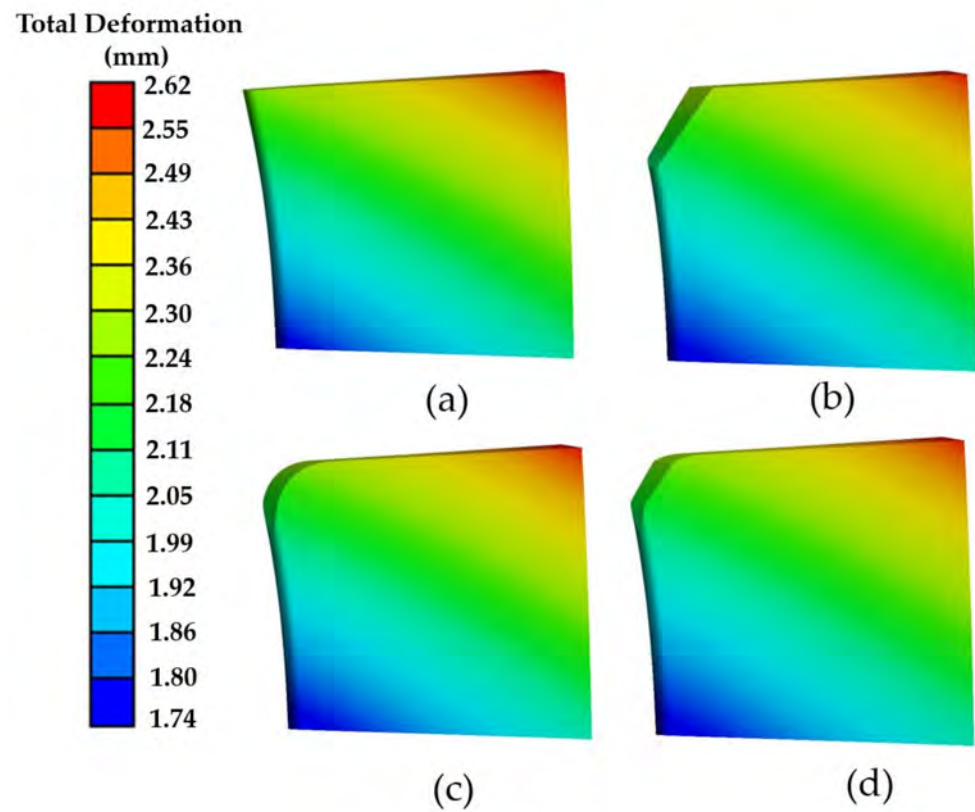 Total Deformation
(mm)
2.62
2.55
2.49
2.43
2.36
2.30
2.24
2.18
2.11
2.05
1.99
1.92
1.86
1.80
1.74
(a)
(b)
(c)
(d)